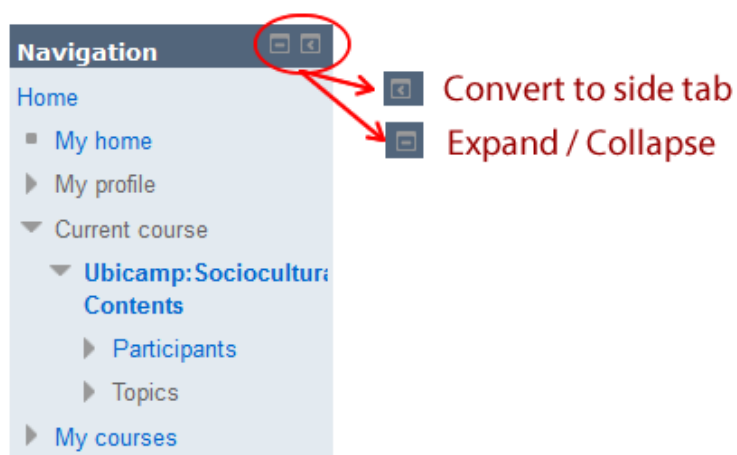 Navigation
Home
My home
My profile
Current course
Ubicamp:Sociocultura
Contents
Participants
Topics
My courses
Convert to side tab
Expand / Collapse